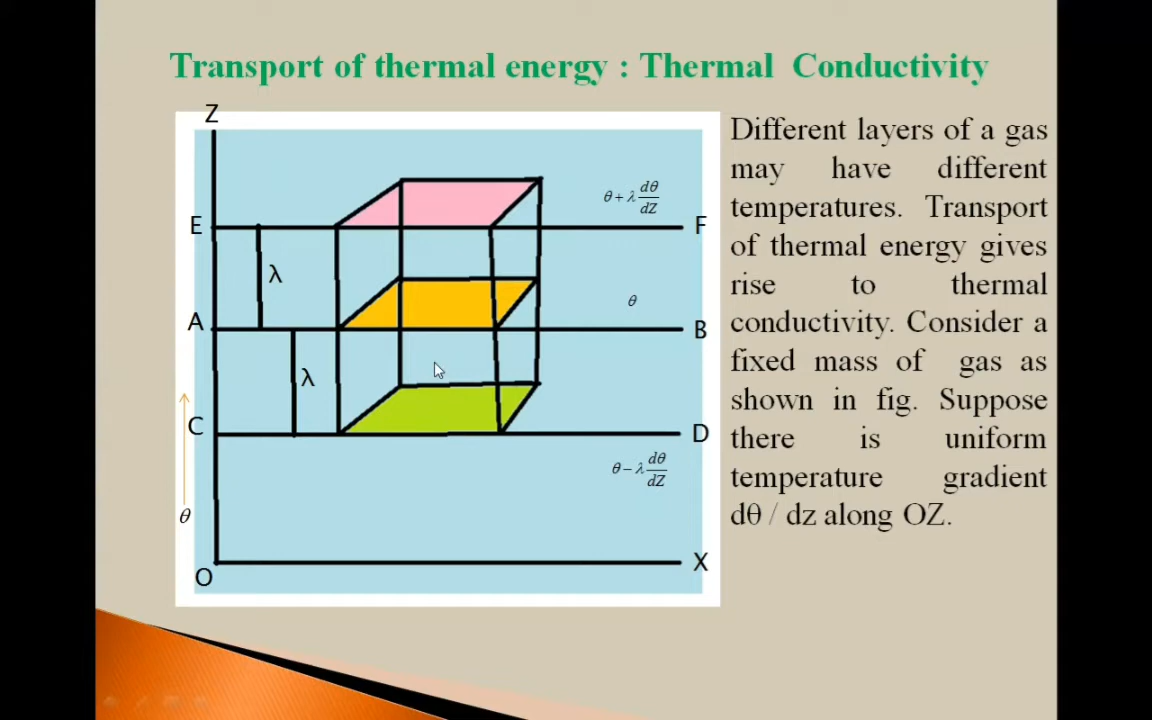 Transport of thermal energy : Thermal Conductivity
Z
E
θ + λ dθ/dZ
F
λ
A
θ
B
λ
C
D
θ − λ dθ/dZ
θ
O
X
Different layers of a gas
may have different
temperatures. Transport
of thermal energy gives
rise to thermal
conductivity. Consider a
fixed mass of gas as
shown in fig. Suppose
there is uniform
temperature gradient
dθ / dz along OZ.